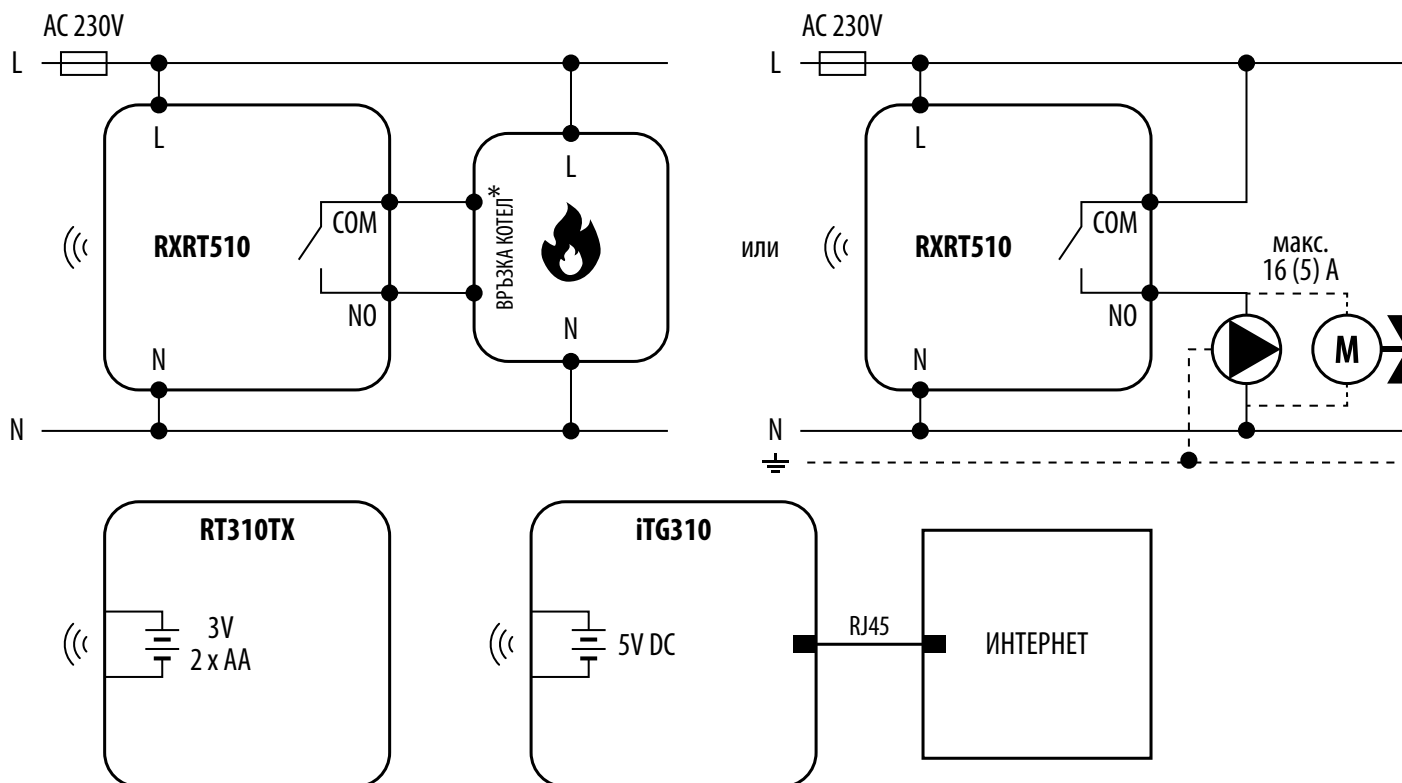 AC 230V
L
L
RXRT510
COM
NO
N
N
ВРЪЗКА КОТЕЛ*
L
N
или
AC 230V
L
L
RXRT510
COM
NO
N
N
макс.
16 (5) A
M
RT310TX
3V
2 x AA
iTG310
5V DC
RJ45
ИНТЕРНЕТ